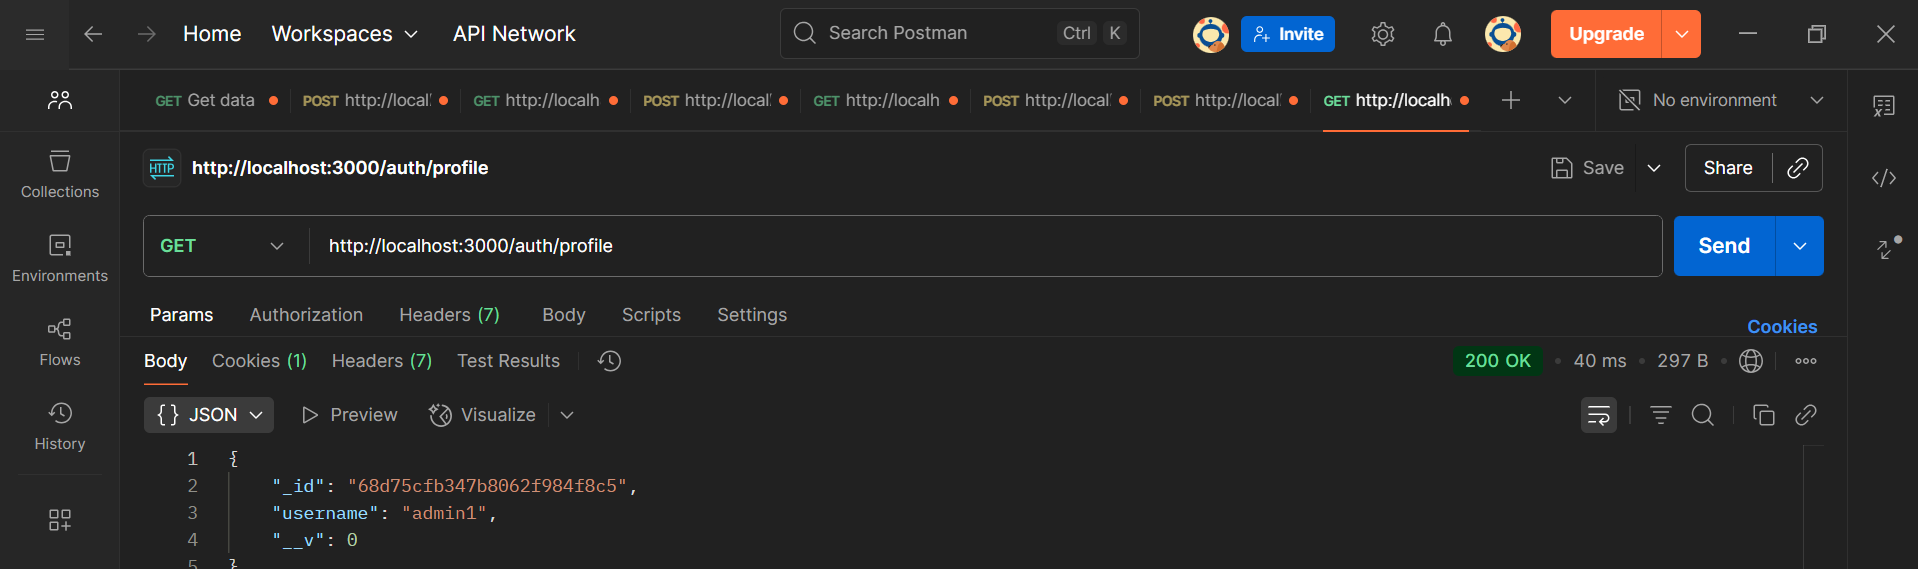 Home Workspaces API Network Search Postman Ctrl K Invite Upgrade
GET Get data POST http://local GET http://localh POST http://local GET http://localh POST http://local POST http://local GET http://localh No environment
HTTP http://localhost:3000/auth/profile Save Share
Collections
GET http://localhost:3000/auth/profile Send
Environments
Params Authorization Headers (7) Body Scripts Settings Cookies
Flows
Body Cookies (1) Headers (7) Test Results 200 OK • 40 ms • 297 B •
{} JSON Preview Visualize
History
1 {
2 "_id": "68d75cfb347b8062f984f8c5",
3 "username": "admin1",
4 "__v": 0
5 }